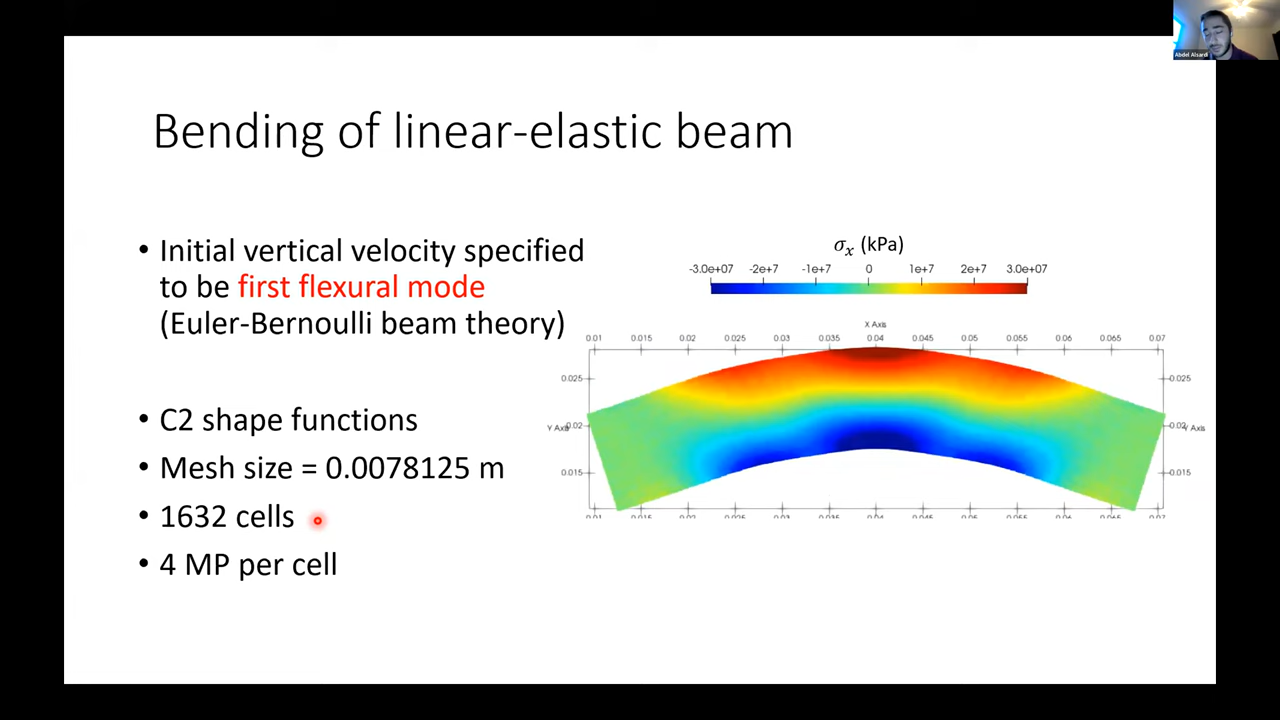 Abdel Alsardi
Bending of linear-elastic beam
• Initial vertical velocity specified
to be first flexural mode
(Euler-Bernoulli beam theory)
• C2 shape functions
• Mesh size = 0.0078125 m
• 1632 cells
• 4 MP per cell
σx (kPa)
-3.0e+07 -2e+7 -1e+7 0 1e+7 2e+7 3.0e+07
X Axis
0.01 0.015 0.02 0.025 0.03 0.035 0.04 0.045 0.05 0.055 0.06 0.065 0.07
0.025 0.025
Y Axis 0.02 0.02 Y Axis
0.015 0.015
0.01 0.015 0.02 0.025 0.03 0.035 0.04 0.045 0.05 0.055 0.06 0.065 0.07